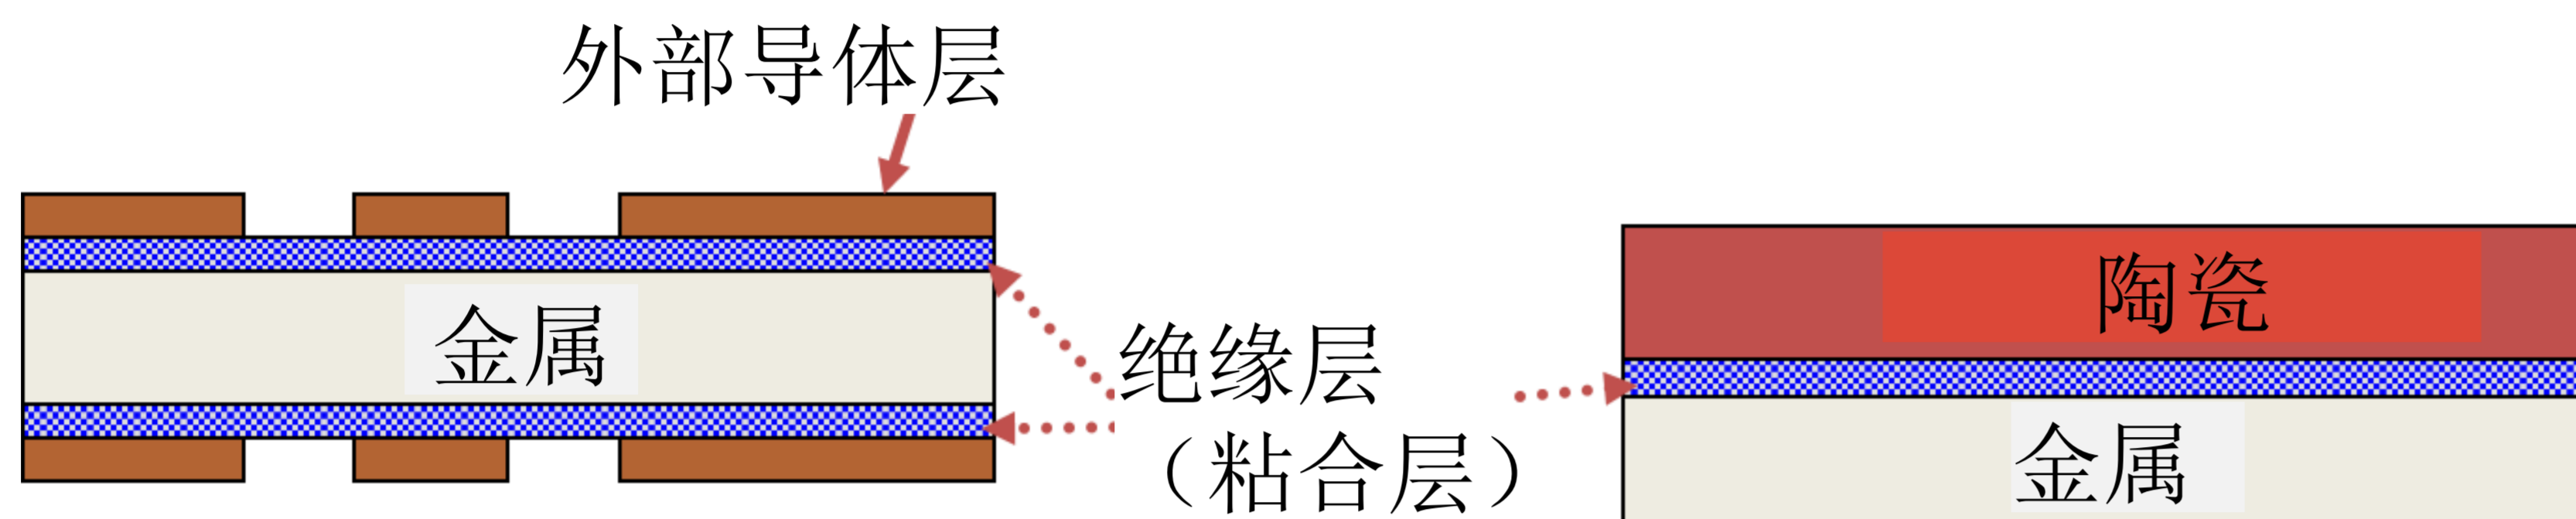 外部导体层
金属
绝缘层
（粘合层）
陶瓷
金属